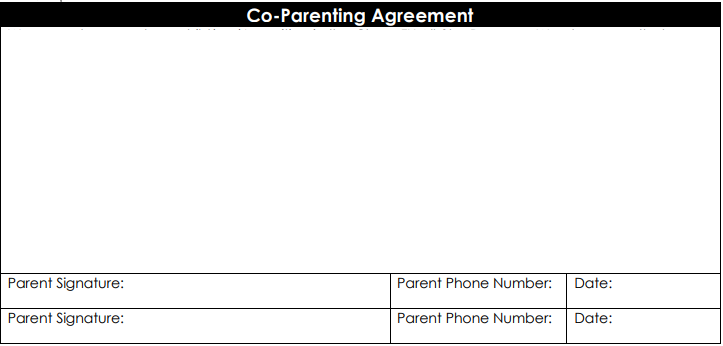 Co-Parenting Agreement
Parent Signature: Parent Phone Number: Date:
Parent Signature: Parent Phone Number: Date: